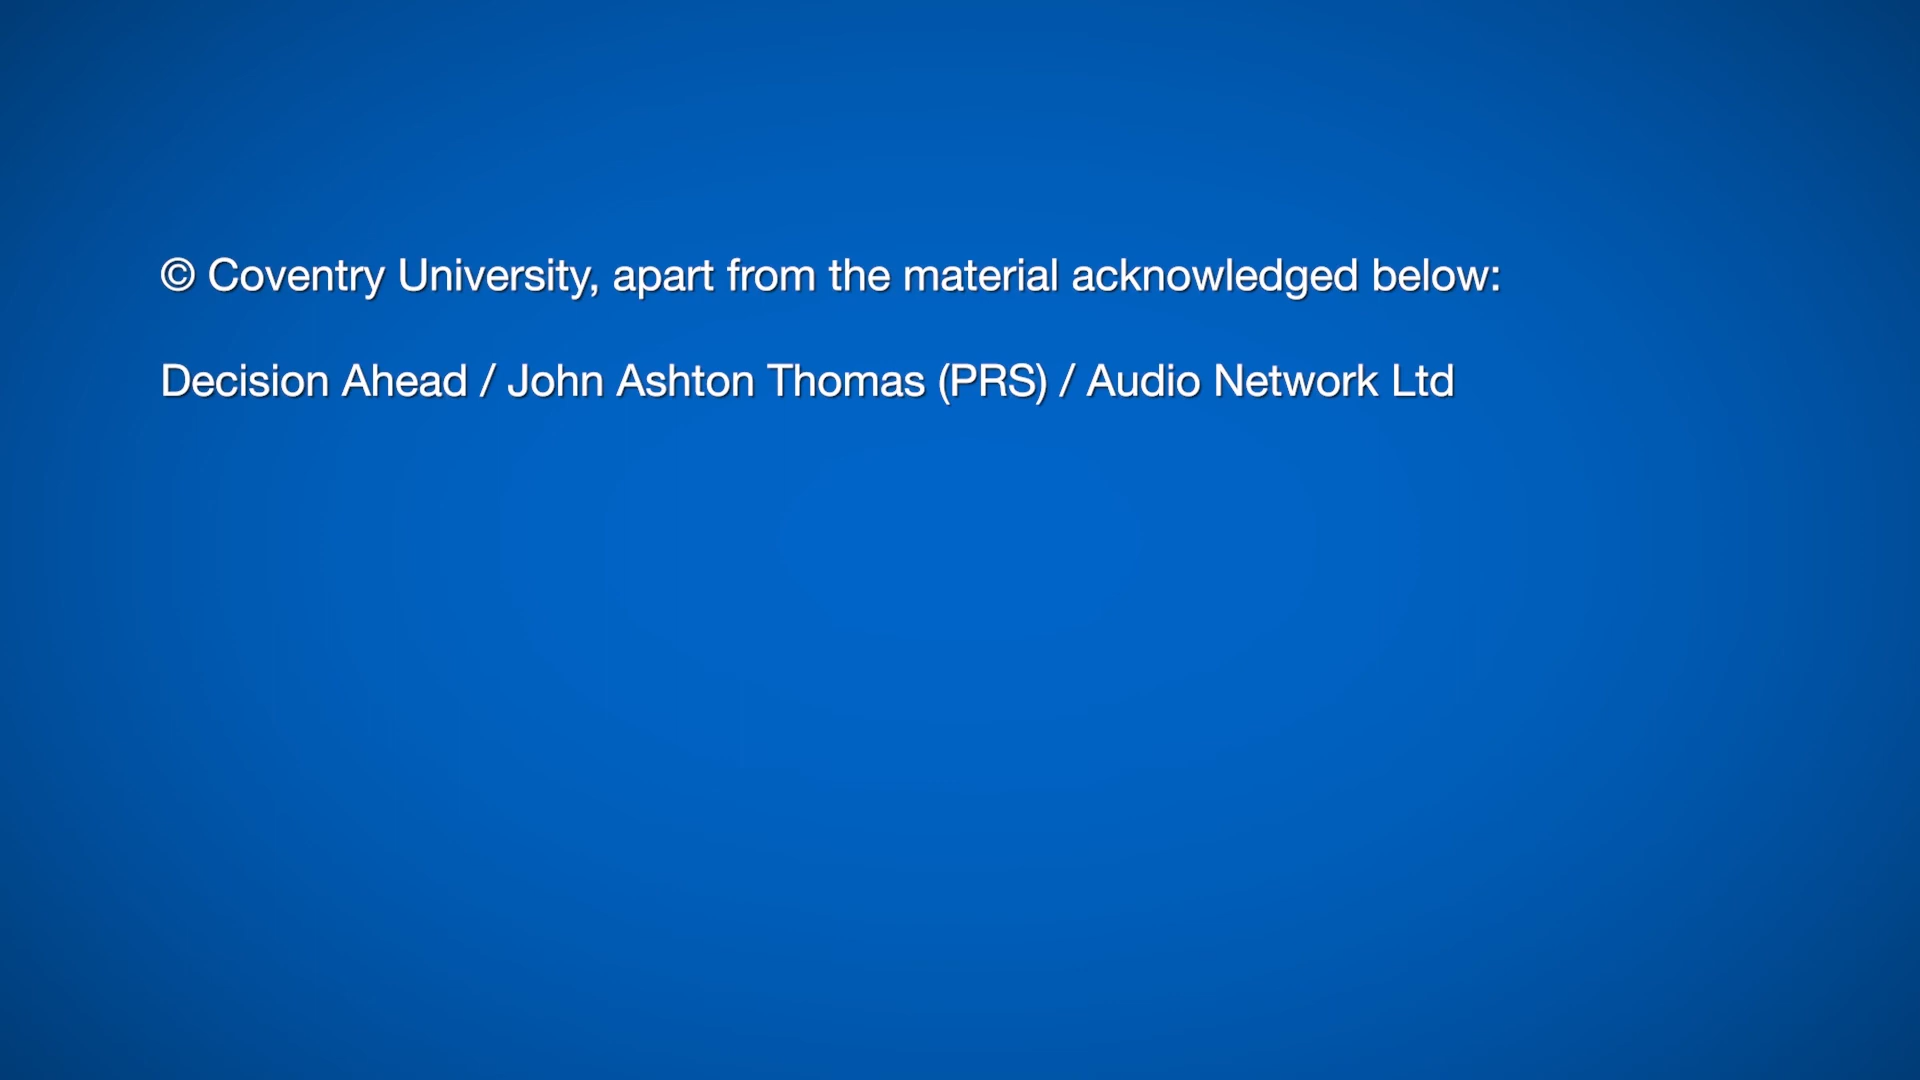 © Coventry University, apart from the material acknowledged below:
Decision Ahead / John Ashton Thomas (PRS) / Audio Network Ltd